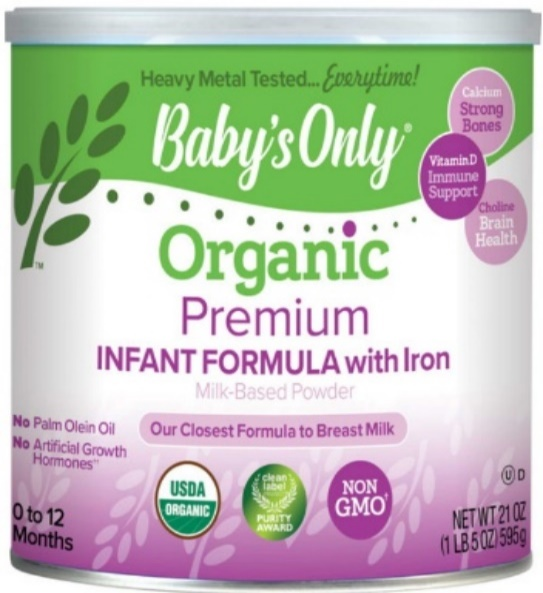 Heavy Metal Tested... Everytime!
Baby's Only®
Calcium
Strong
Bones
Vitamin D
Immune
Support
Choline
Brain
Health
TM
Organic
Premium
INFANT FORMULA with Iron
Milk-Based Powder
No Palm Olein Oil
No Artificial Growth
Hormones**
Our Closest Formula to Breast Milk
USDA
ORGANIC
clean
label
PURITY
AWARD
NON
GMO†
U D
0 to 12
Months
NET WT 21 OZ
(1 LB 5 OZ) 595g